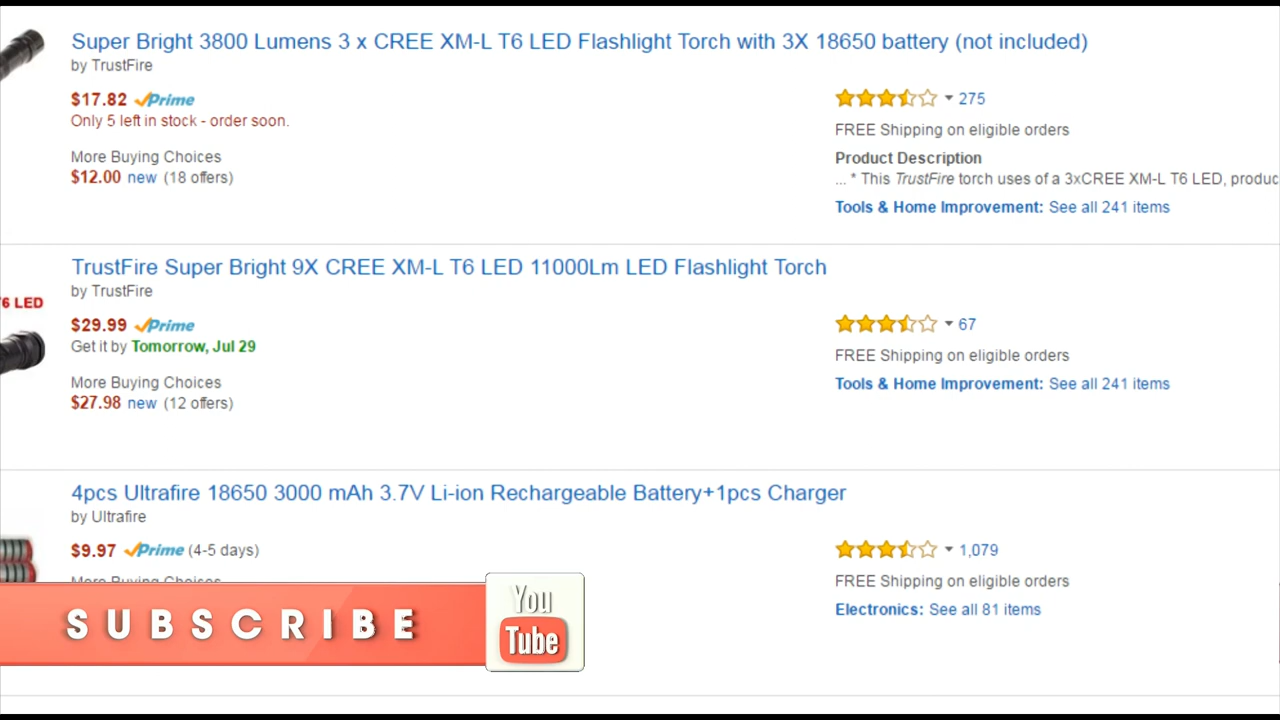 Super Bright 3800 Lumens 3 x CREE XM-L T6 LED Flashlight Torch with 3X 18650 battery (not included)
by TrustFire
$17.82 Prime
Only 5 left in stock - order soon.
More Buying Choices
$12.00 new (18 offers)
275
FREE Shipping on eligible orders
Product Description
... * This TrustFire torch uses of a 3xCREE XM-L T6 LED, produc
Tools & Home Improvement: See all 241 items
TrustFire Super Bright 9X CREE XM-L T6 LED 11000Lm LED Flashlight Torch
by TrustFire
6 LED
$29.99 Prime
Get it by Tomorrow, Jul 29
More Buying Choices
$27.98 new (12 offers)
67
FREE Shipping on eligible orders
Tools & Home Improvement: See all 241 items
4pcs Ultrafire 18650 3000 mAh 3.7V Li-ion Rechargeable Battery+1pcs Charger
by Ultrafire
$9.97 Prime (4-5 days)
More Buying Choices
1,079
FREE Shipping on eligible orders
Electronics: See all 81 items
SUBSCRIBE
You
Tube